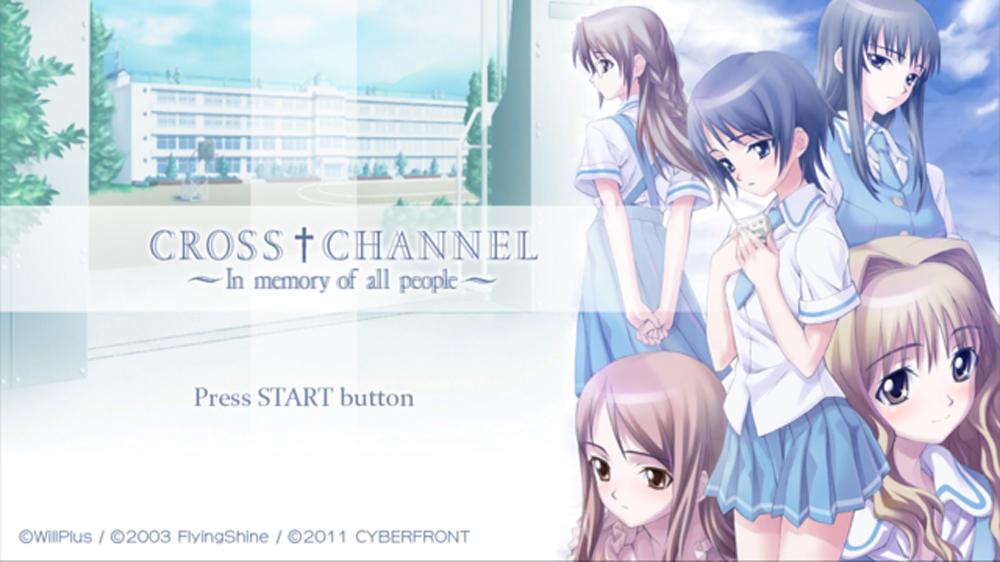 CROSS†CHANNEL
～In memory of all people～
Press START button
©WillPlus / ©2003 FlyingShine / ©2011 CYBERFRONT